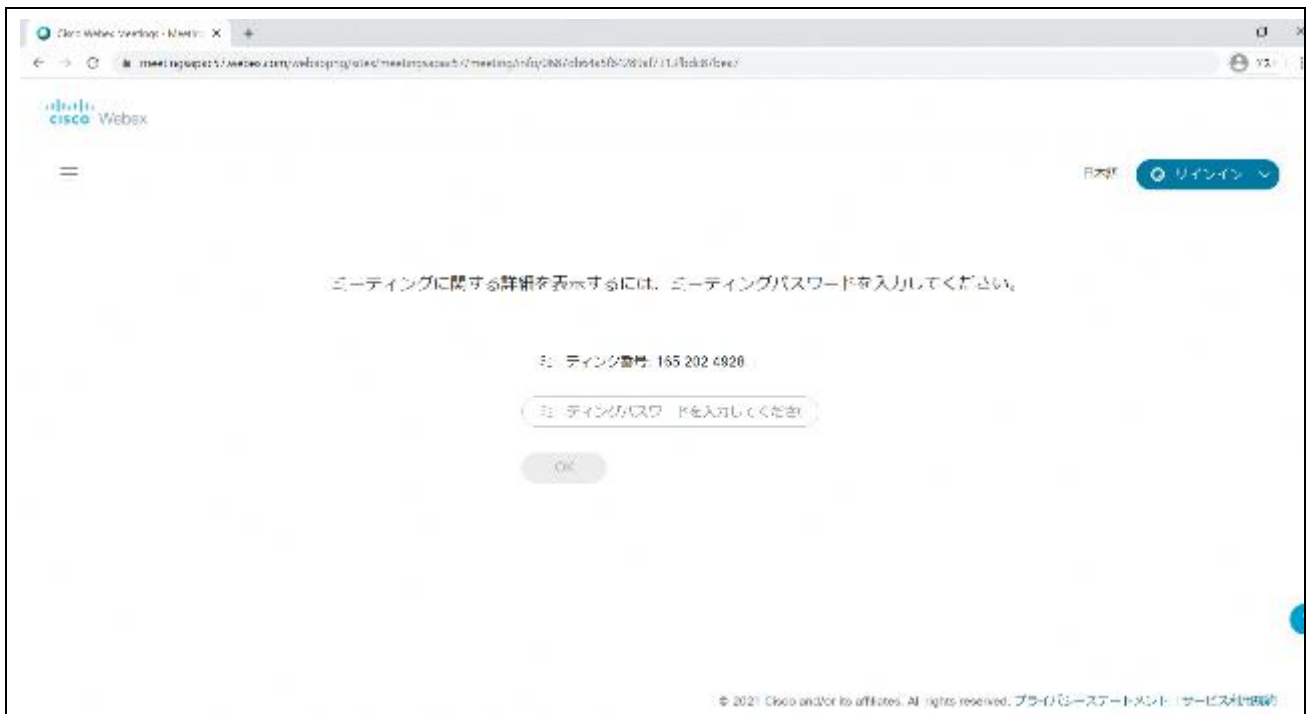 Cisco Webex Meetings - Meetin
cisco Webex
日本語
サインイン
ミーティングに関する詳細を表示するには、ミーティングパスワードを入力してください。
ミーティング番号: 165 202 4928
ミーティングパスワードを入力してください
OK
© 2021 Cisco and/or its affiliates. All rights reserved. プライバシーステートメント | サービス利用規約